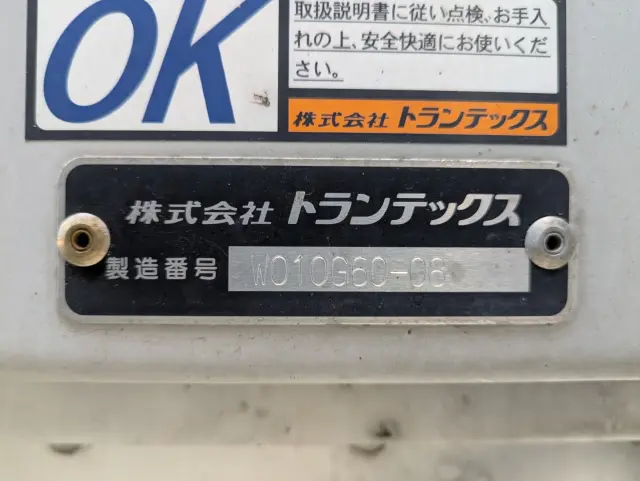 OK
取扱説明書に従い点検、お手入
れの上、安全快適にお使いくだ
さい。
株式会社 トランテックス
株式会社 トランテックス
製造番号 W010G60-08